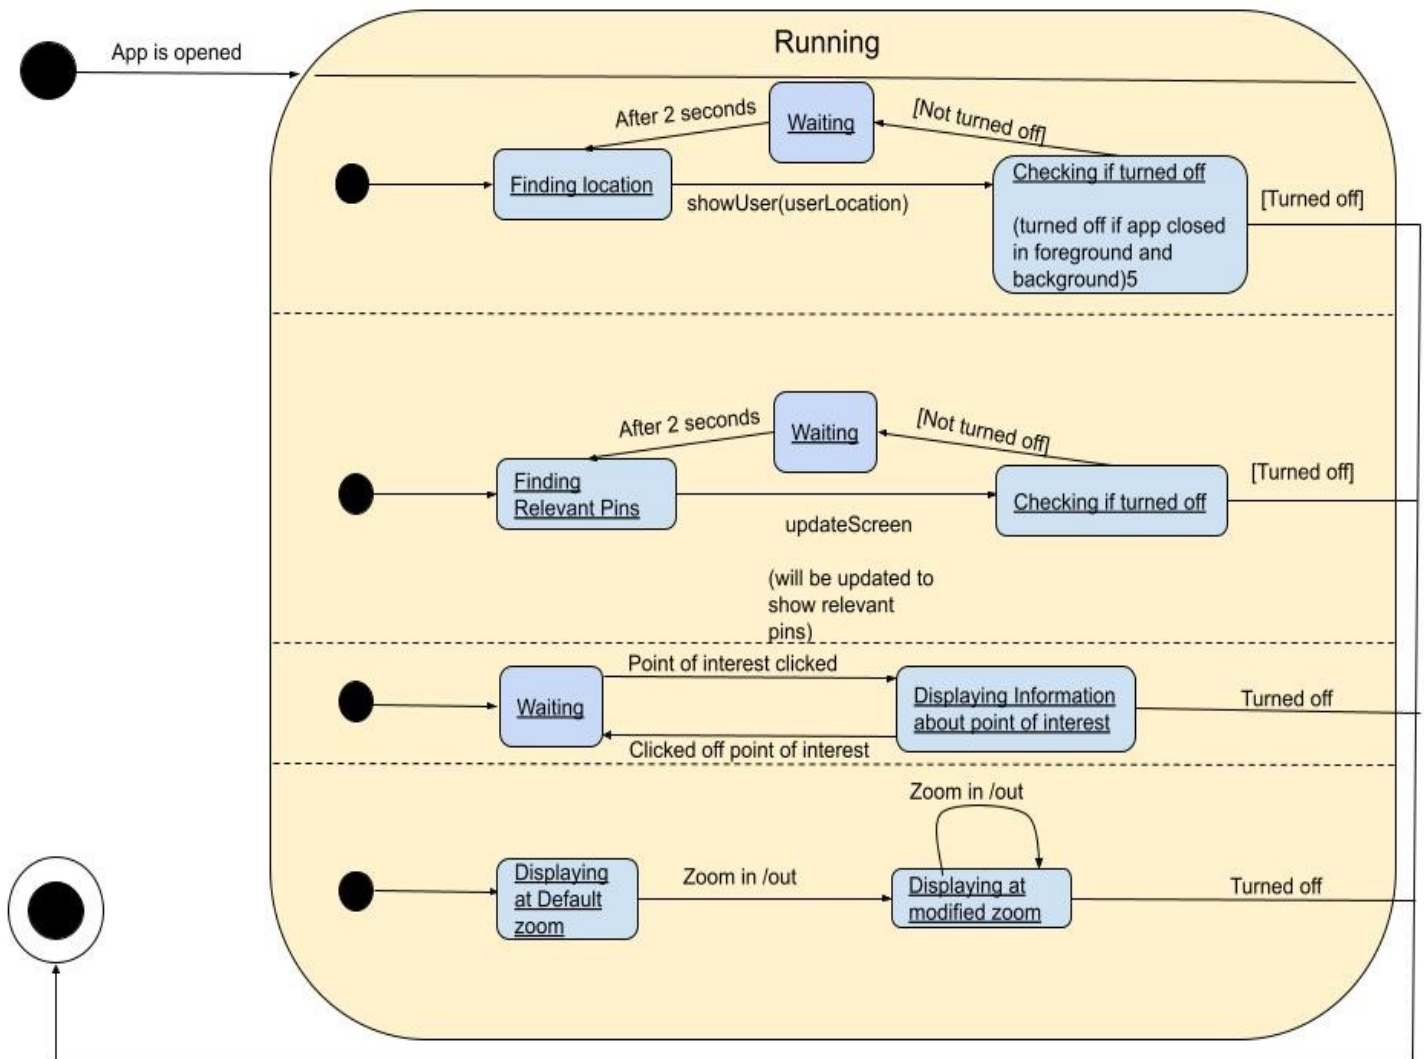 App is opened
Running
After 2 seconds
Waiting
[Not turned off]
Finding location
showUser(userLocation)
Checking if turned off
(turned off if app closed
in foreground and
background)5
[Turned off]
After 2 seconds
Waiting
[Not turned off]
Finding
Relevant Pins
updateScreen
(will be updated to
show relevant
pins)
Checking if turned off
[Turned off]
Waiting
Point of interest clicked
Clicked off point of interest
Displaying Information
about point of interest
Turned off
Displaying
at Default
zoom
Zoom in /out
Zoom in /out
Displaying at
modified zoom
Turned off